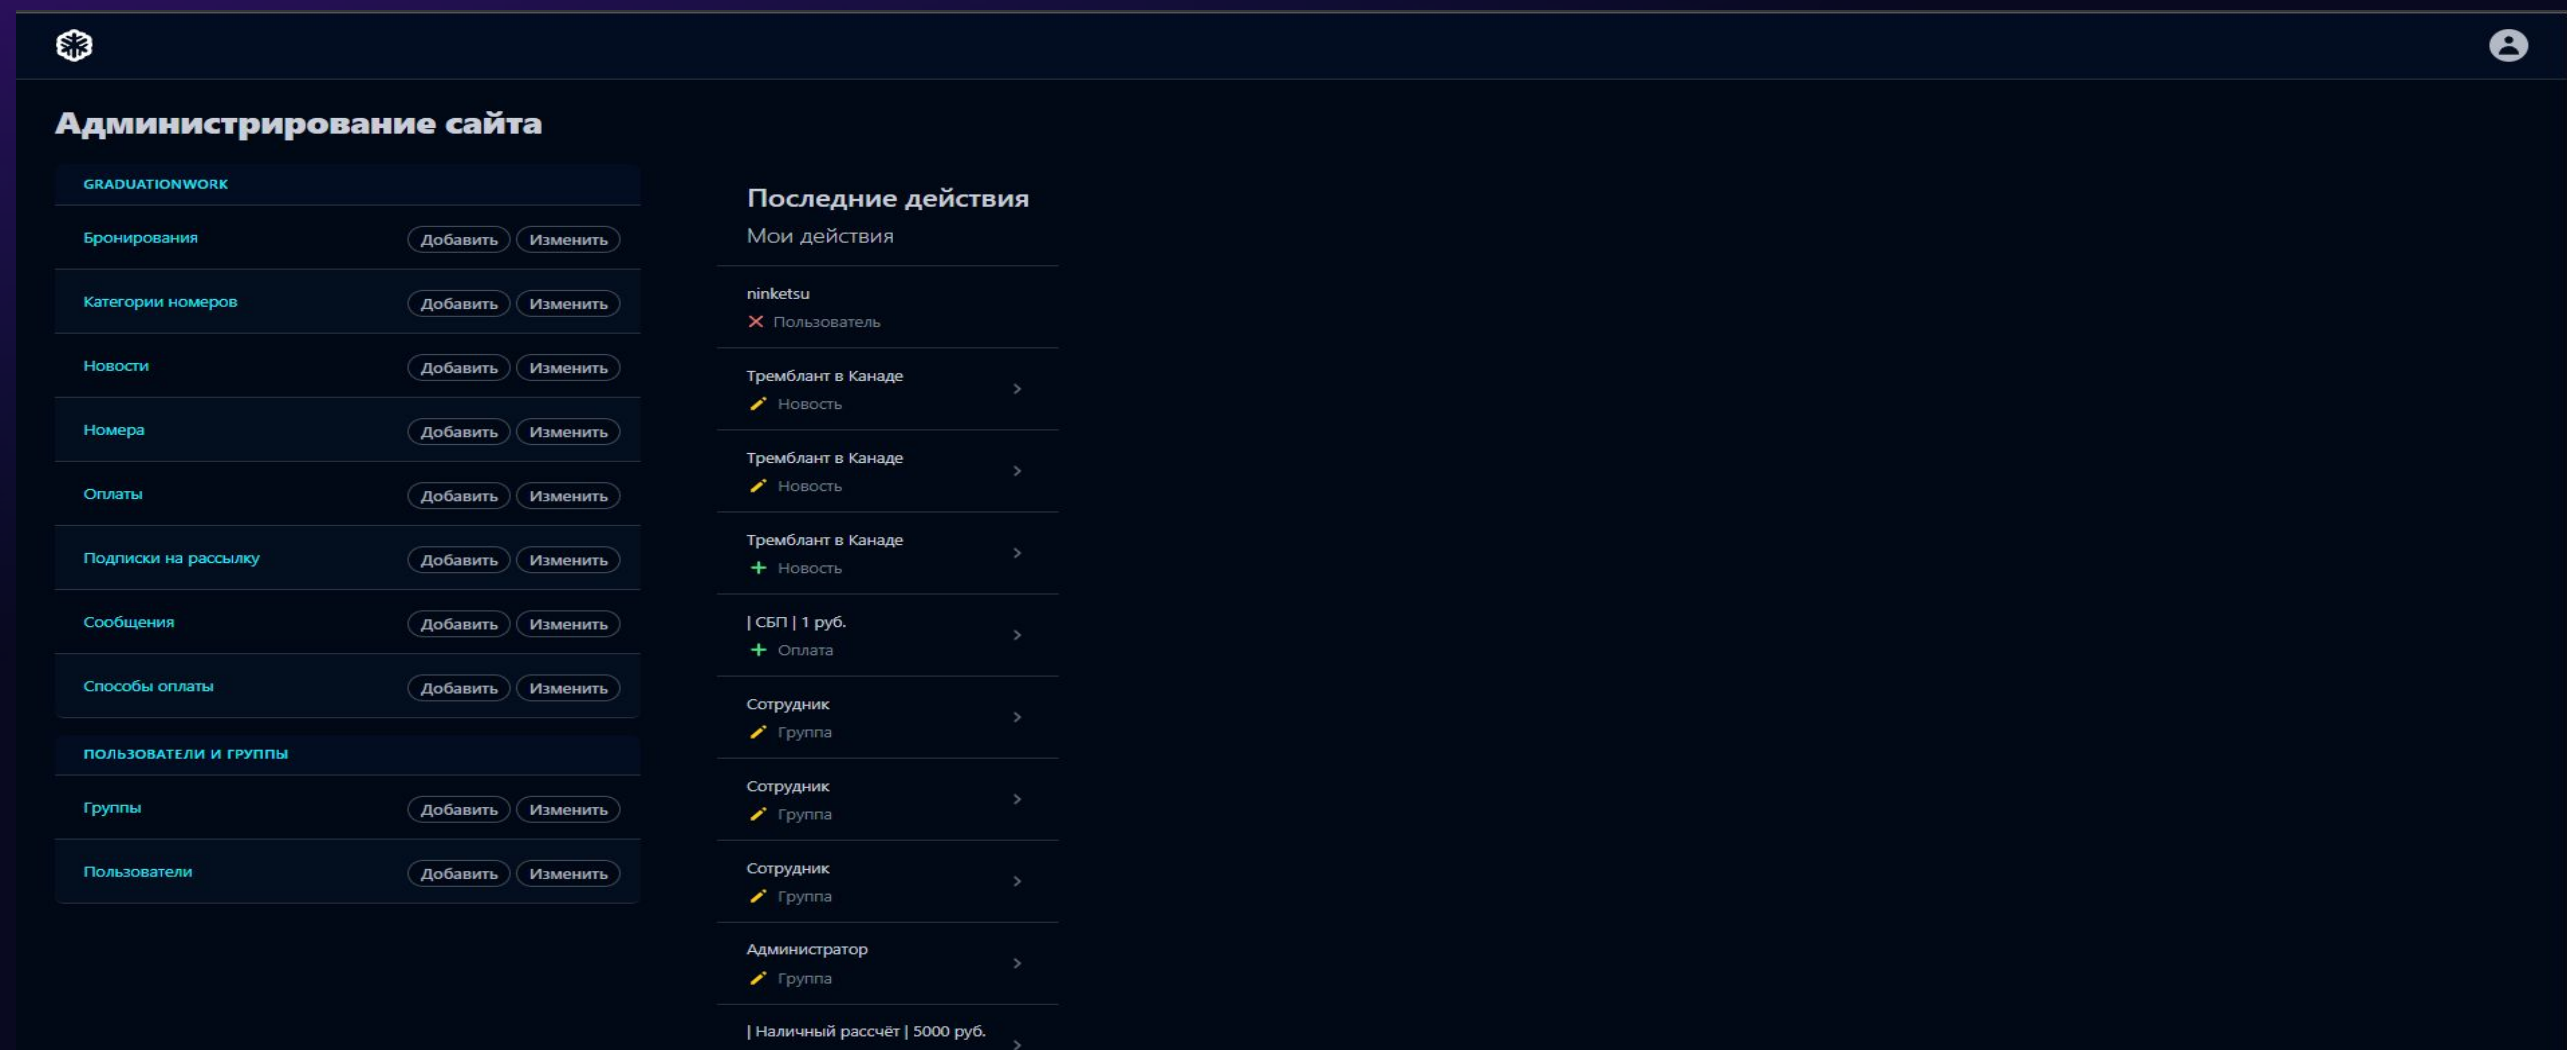 Администрирование сайта
GRADUATIONWORK
Бронирования Добавить Изменить
Категории номеров Добавить Изменить
Новости Добавить Изменить
Номера Добавить Изменить
Оплаты Добавить Изменить
Подписки на рассылку Добавить Изменить
Сообщения Добавить Изменить
Способы оплаты Добавить Изменить
ПОЛЬЗОВАТЕЛИ И ГРУППЫ
Группы Добавить Изменить
Пользователи Добавить Изменить
Последние действия
Мои действия
ninketsu
Пользователь
Тремблант в Канаде
Новость
Тремблант в Канаде
Новость
Тремблант в Канаде
Новость
| СБП | 1 руб.
Оплата
Сотрудник
Группа
Сотрудник
Группа
Сотрудник
Группа
Администратор
Группа
| Наличный рассчёт | 5000 руб.